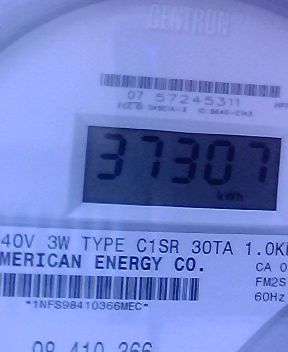 CENTRON
07 57245311
37307
kWh
40V 3W TYPE C1SR 30TA 1.0K
MERICAN ENERGY CO.
CA 0
FM2S
60Hz
*1NFS98410366MEC*
98 410 366